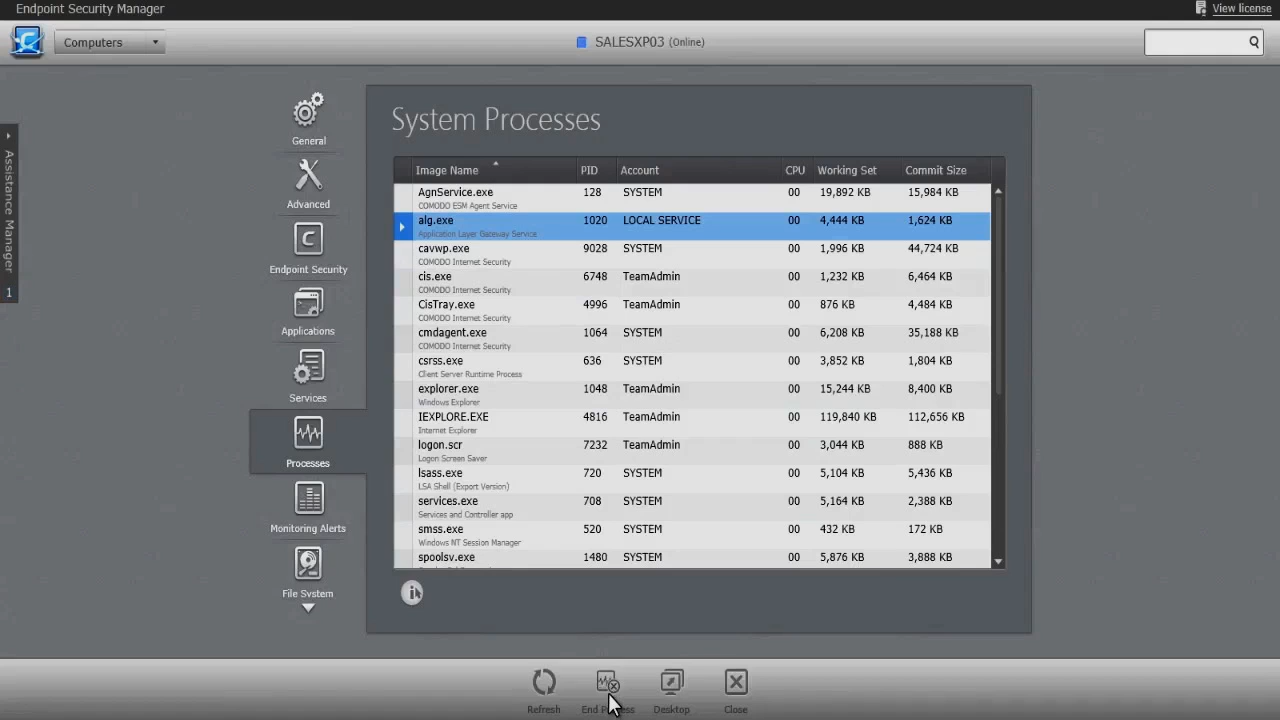 Endpoint Security Manager
View license
Computers
SALESXP03 (Online)
Assistance Manager
1
General
Advanced
Endpoint Security
Applications
Services
Processes
Monitoring Alerts
File System
System Processes
Image Name PID Account CPU Working Set Commit Size
AgnService.exe 128 SYSTEM 00 19,892 KB 15,984 KB
COMODO ESM Agent Service
alg.exe 1020 LOCAL SERVICE 00 4,444 KB 1,624 KB
Application Layer Gateway Service
cavwp.exe 9028 SYSTEM 00 1,996 KB 44,724 KB
COMODO Internet Security
cis.exe 6748 TeamAdmin 00 1,232 KB 6,464 KB
COMODO Internet Security
CisTray.exe 4996 TeamAdmin 00 876 KB 4,484 KB
COMODO Internet Security
cmdagent.exe 1064 SYSTEM 00 6,208 KB 35,188 KB
COMODO Internet Security
csrss.exe 636 SYSTEM 00 3,852 KB 1,804 KB
Client Server Runtime Process
explorer.exe 1048 TeamAdmin 00 15,244 KB 8,400 KB
Windows Explorer
IEXPLORE.EXE 4816 TeamAdmin 00 119,840 KB 112,656 KB
Internet Explorer
logon.scr 7232 TeamAdmin 00 3,044 KB 888 KB
Logon Screen Saver
lsass.exe 720 SYSTEM 00 5,104 KB 5,436 KB
LSA Shell (Export Version)
services.exe 708 SYSTEM 00 5,164 KB 2,388 KB
Services and Controller app
smss.exe 520 SYSTEM 00 432 KB 172 KB
Windows NT Session Manager
spoolsv.exe 1480 SYSTEM 00 5,876 KB 3,888 KB
Refresh
End Process
Desktop
Close